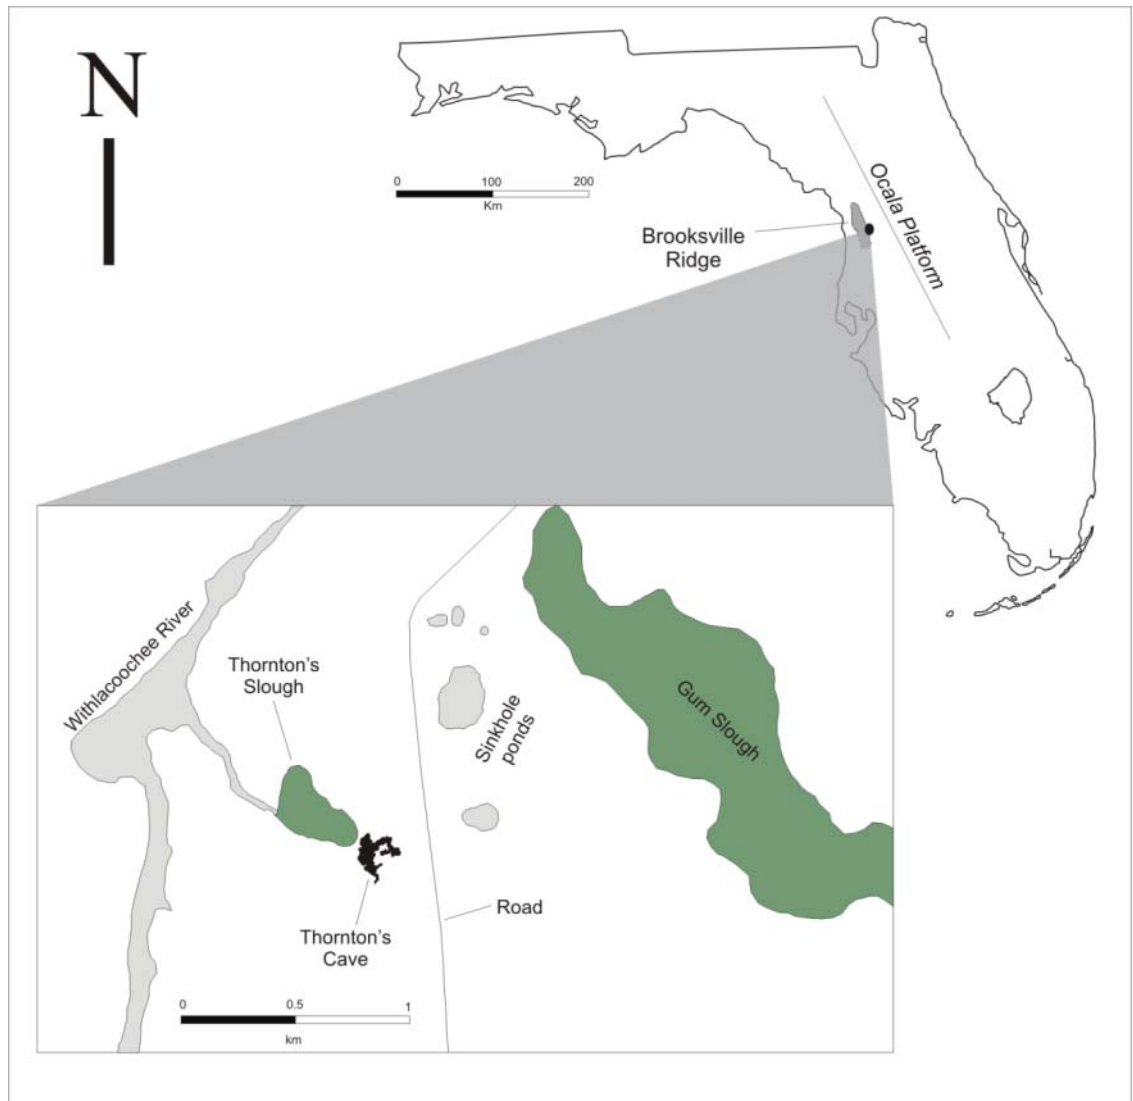 N
0 100 200
Km
Ocala Platform
Brooksville
Ridge
Withlacoochee River
Thornton's
Slough
Sinkhole
ponds
Gum Slough
Road
Thornton's
Cave
0 0.5 1
km